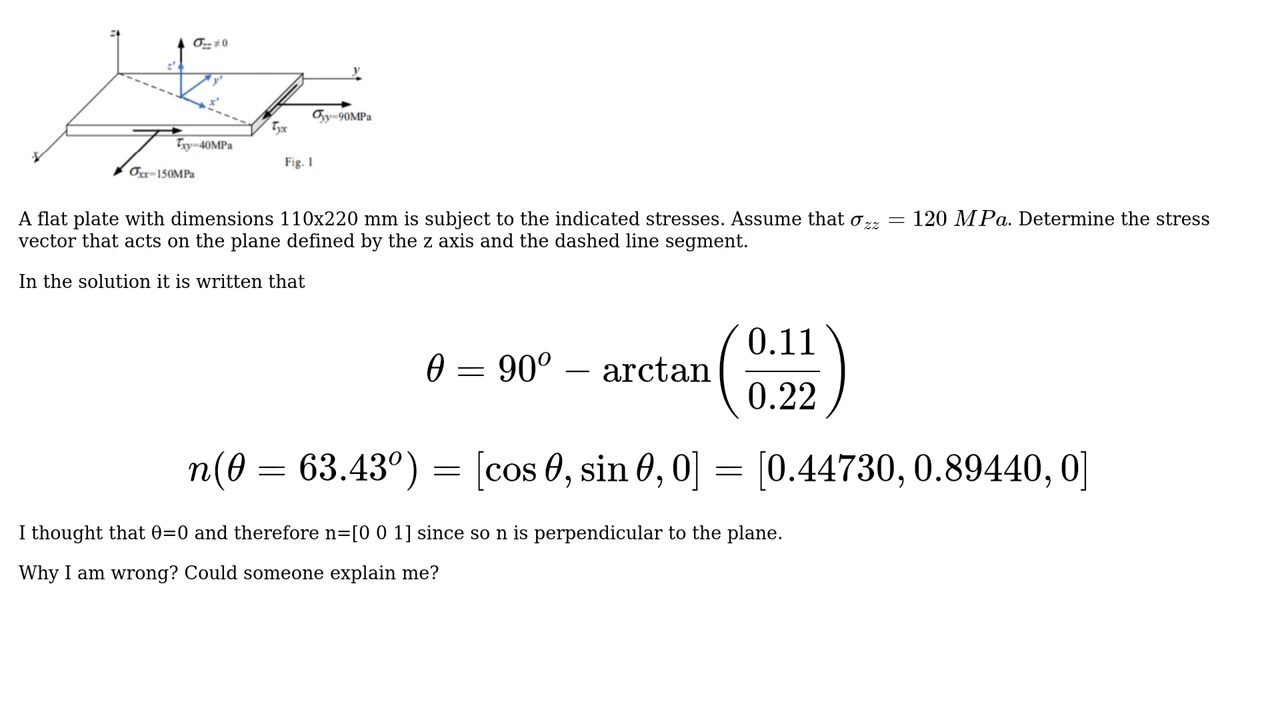 z
σzz≠0
z'
y'
y
x'
σyy=90MPa
τyx
τxy=40MPa
x
Fig. 1
σxx=150MPa
A flat plate with dimensions 110x220 mm is subject to the indicated stresses. Assume that σzz = 120 MPa. Determine the stress
vector that acts on the plane defined by the z axis and the dashed line segment.
In the solution it is written that
θ = 90° − arctan(0.11/0.22)
n(θ = 63.43°) = [cos θ, sin θ, 0] = [0.44730, 0.89440, 0]
I thought that θ=0 and therefore n=[0 0 1] since so n is perpendicular to the plane.
Why I am wrong? Could someone explain me?